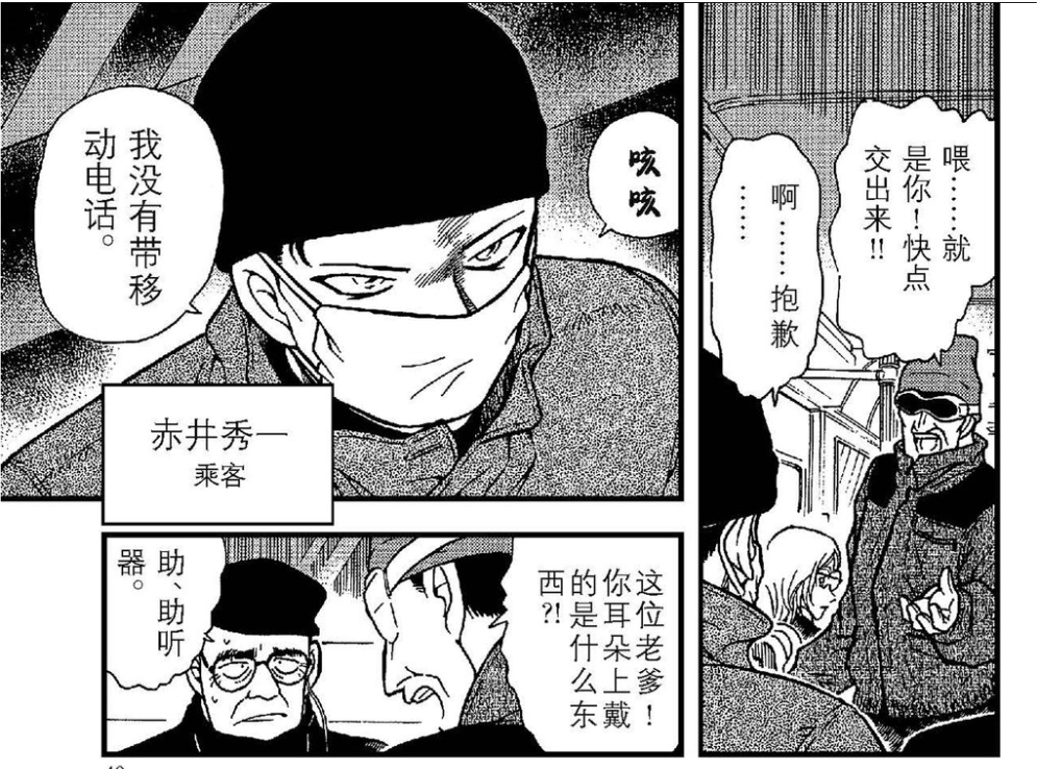 喂……就
是你！快点
交出来!!
啊……抱歉
……
咳咳
我没有带移
动电话。
赤井秀一
乘客
这位老爹！
你耳朵上戴
的是什么东
西?!
助、助听
器。